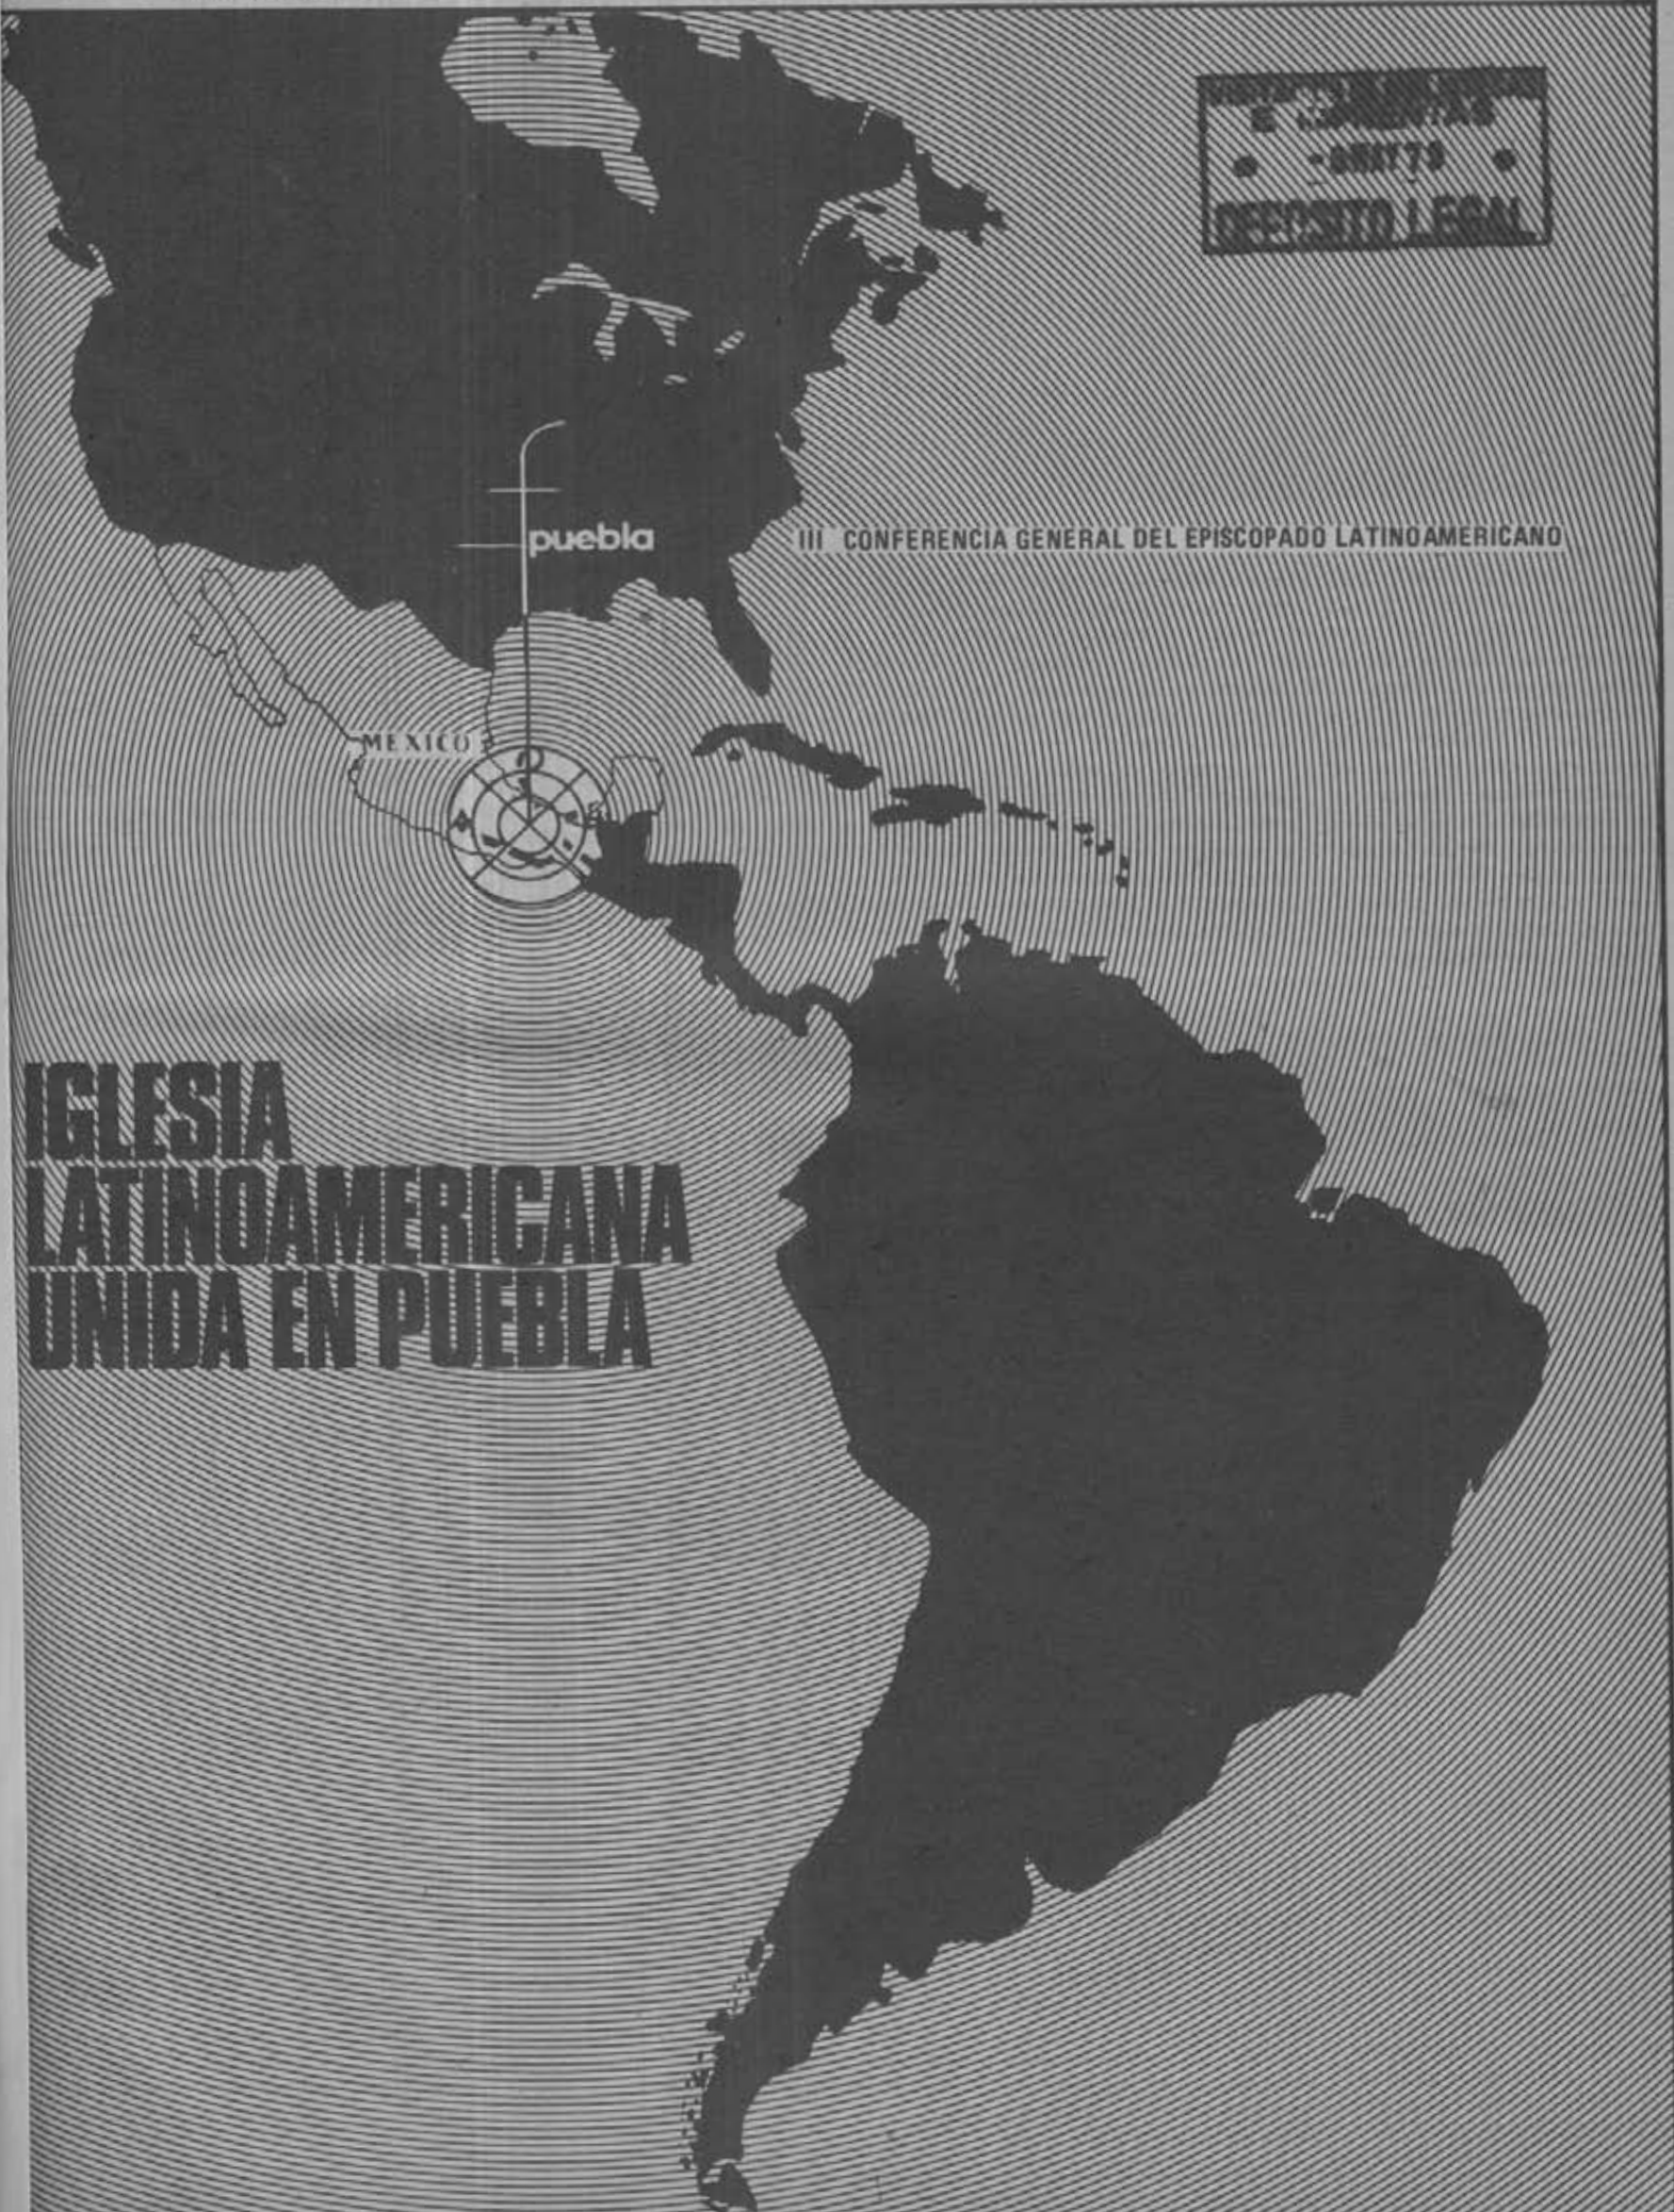 DEPOSITO LEGAL
puebla
III CONFERENCIA GENERAL DEL EPISCOPADO LATINOAMERICANO
MEXICO
IGLESIA
LATINOAMERICANA
UNIDA EN PUEBLA